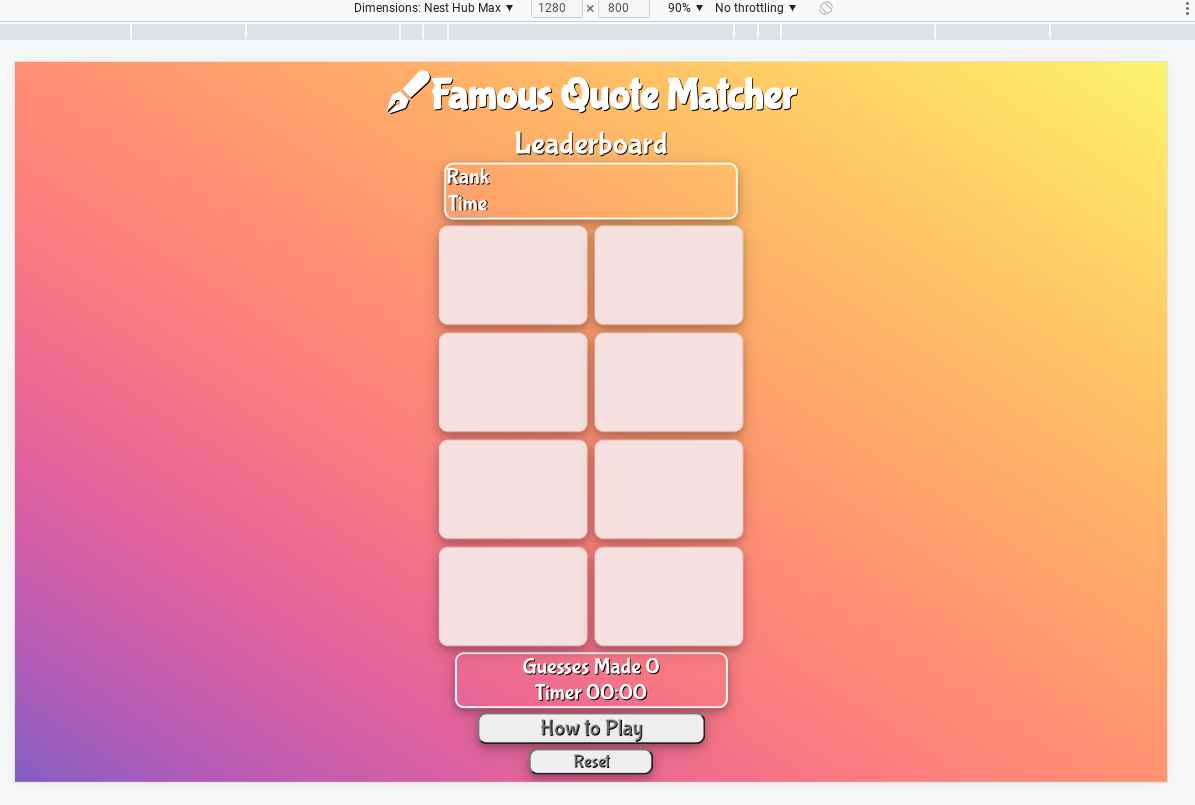 Dimensions: Nest Hub Max ▼ 1280 × 800 90% ▼ No throttling ▼
Famous Quote Matcher
Leaderboard
Rank
Time
Guesses Made 0
Timer 00:00
How to Play
Reset